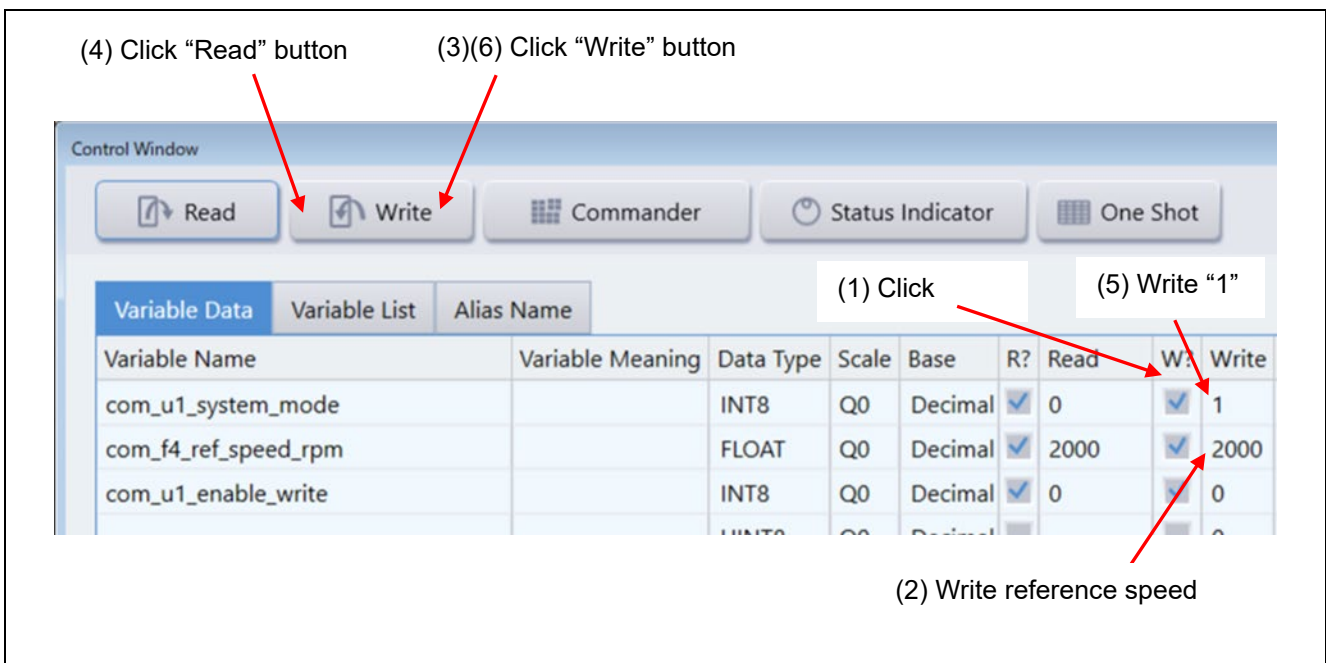 (4) Click “Read” button (3)(6) Click “Write” button
Control Window
Read Write Commander Status Indicator One Shot
(1) Click (5) Write “1”
Variable Data Variable List Alias Name
Variable Name Variable Meaning Data Type Scale Base R? Read W? Write
com_u1_system_mode INT8 Q0 Decimal 0 1
com_f4_ref_speed_rpm FLOAT Q0 Decimal 2000 2000
com_u1_enable_write INT8 Q0 Decimal 0 0
(2) Write reference speed